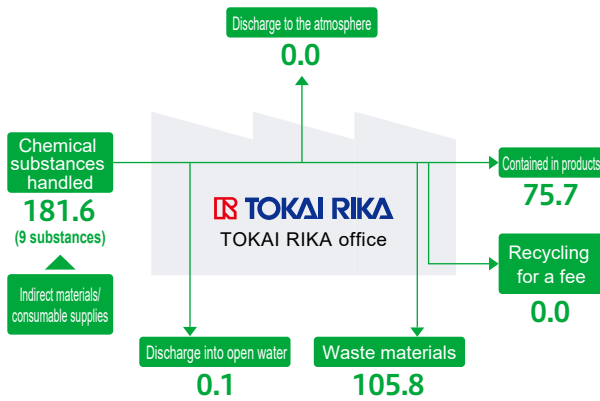 Discharge to the atmosphere
0.0
Chemical
substances
handled
181.6
(9 substances)
Indirect materials/
consumable supplies
TOKAI RIKA
TOKAI RIKA office
Contained in products
75.7
Recycling
for a fee
0.0
Discharge into open water
0.1
Waste materials
105.8